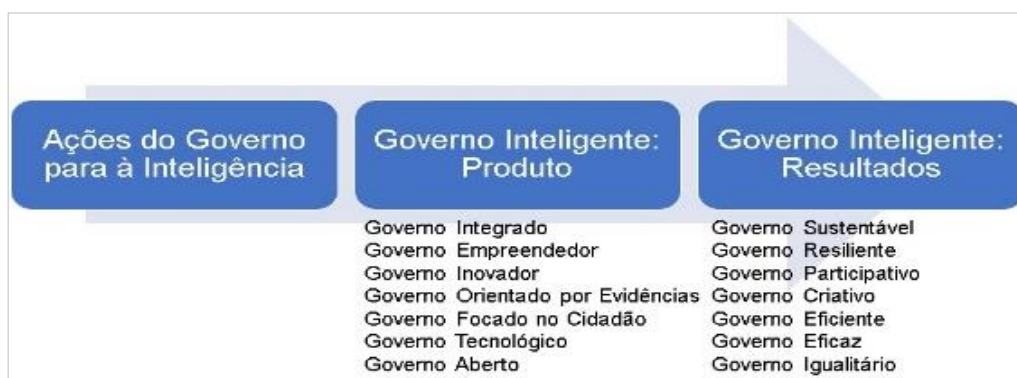 Ações do Governo
para à Inteligência
Governo Inteligente:
Produto
Governo Inteligente:
Resultados
Governo Integrado
Governo Empreendedor
Governo Inovador
Governo Orientado por Evidências
Governo Focado no Cidadão
Governo Tecnológico
Governo Aberto
Governo Sustentável
Governo Resiliente
Governo Participativo
Governo Criativo
Governo Eficiente
Governo Eficaz
Governo Igualitário